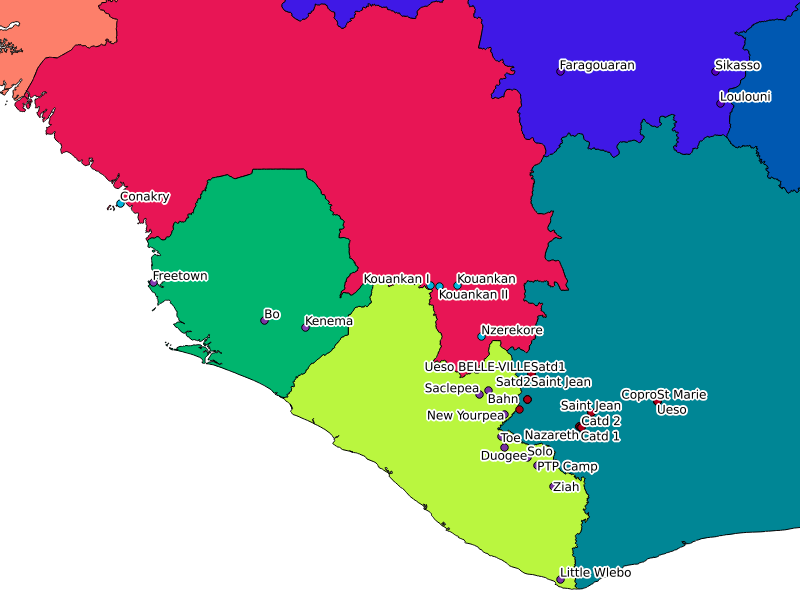 Faragouaran
Sikasso
Loulouni
Conakry
Freetown
Kouankan I
Kouankan
Kouankan II
Bo
Kenema
Nzerekore
Ueso BELLE-VILLE
Satd1
Satd2
Saint Jean
Saclepea
Bahn
CoproSt Marie
Saint Jean
Ueso
New Yourpea
Catd 2
Toe
Nazareth
Catd 1
Duogee
Solo
PTP Camp
Ziah
Little Wlebo